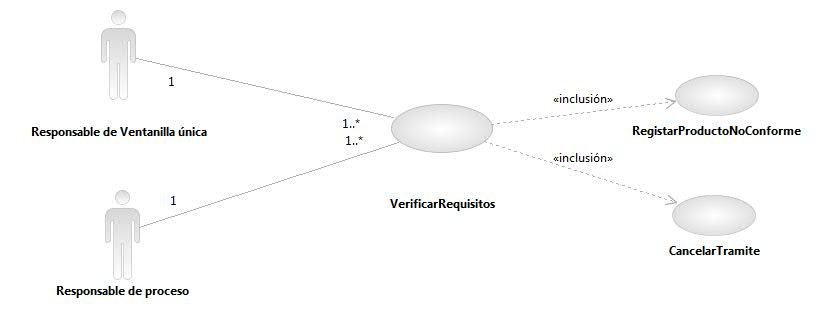 1
«inclusión»
1..*
Responsable de Ventanilla única
RegistarProductoNoConforme
1..*
«inclusión»
1
VerificarRequisitos
CancelarTramite
Responsable de proceso